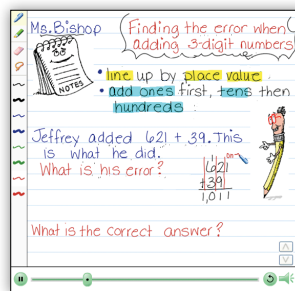 Ms. Bishop
Finding the error when
adding 3-digit numbers
NOTES
• line up by place value
• add ones first, tens then
hundreds
Jeffrey added 621 + 39. This
is what he did.
What is his error?
621
+39
1,011
What is the correct answer?